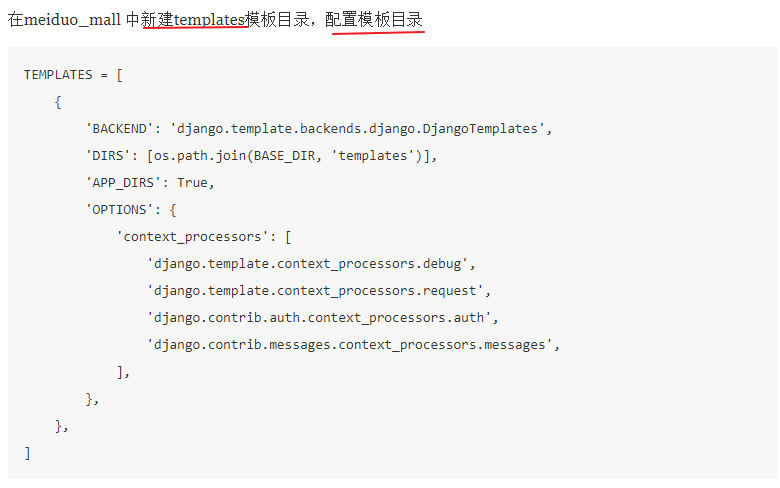 在meiduo_mall 中新建templates模板目录，配置模板目录
TEMPLATES = [
    {
        'BACKEND': 'django.template.backends.django.DjangoTemplates',
        'DIRS': [os.path.join(BASE_DIR, 'templates')],
        'APP_DIRS': True,
        'OPTIONS': {
            'context_processors': [
                'django.template.context_processors.debug',
                'django.template.context_processors.request',
                'django.contrib.auth.context_processors.auth',
                'django.contrib.messages.context_processors.messages',
            ],
        },
    },
]